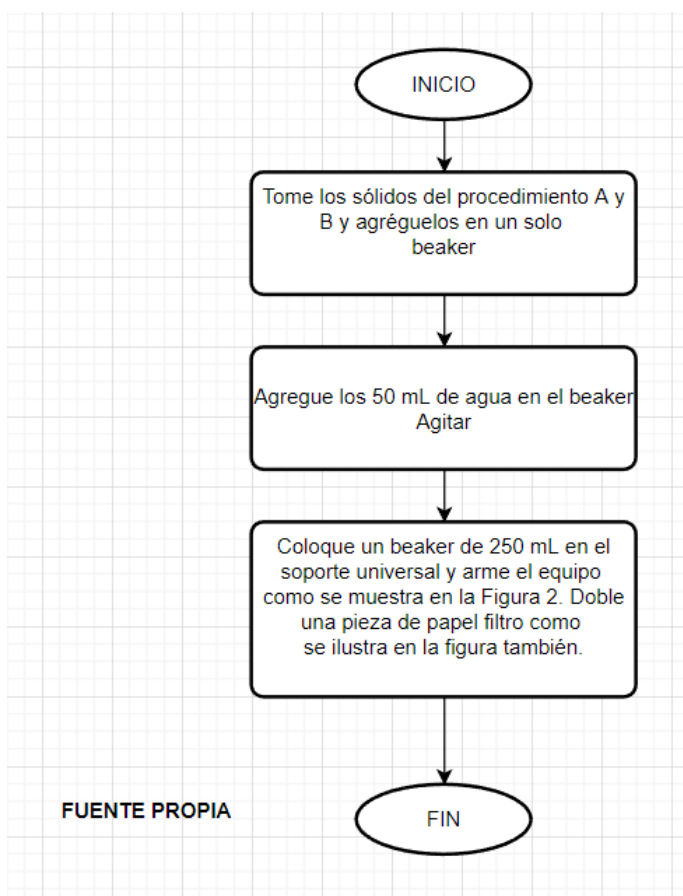 INICIO
Tome los sólidos del procedimiento A y
B y agréguelos en un solo
beaker
Agregue los 50 mL de agua en el beaker
Agitar
Coloque un beaker de 250 mL en el
soporte universal y arme el equipo
como se muestra en la Figura 2. Doble
una pieza de papel filtro como
se ilustra en la figura también.
FUENTE PROPIA
FIN